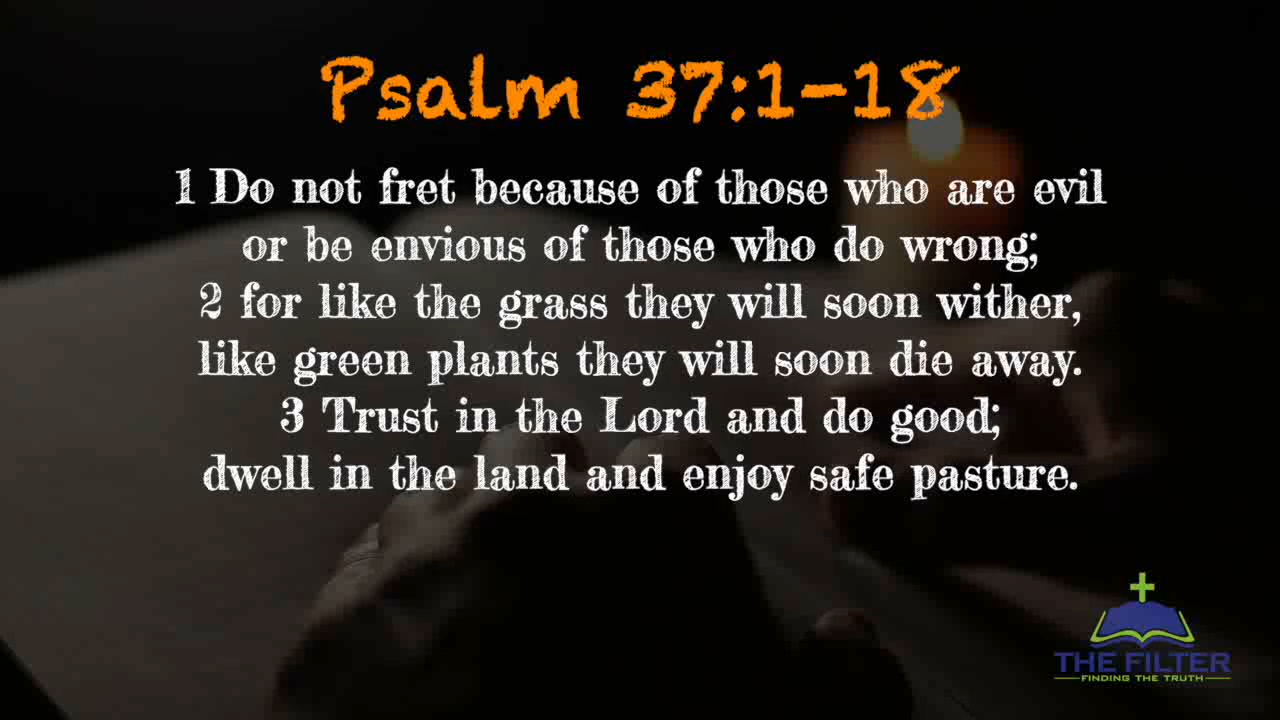 Psalm 37:1-18
1 Do not fret because of those who are evil
or be envious of those who do wrong;
2 for like the grass they will soon wither,
like green plants they will soon die away.
3 Trust in the Lord and do good;
dwell in the land and enjoy safe pasture.
THE FILTER
FINDING THE TRUTH